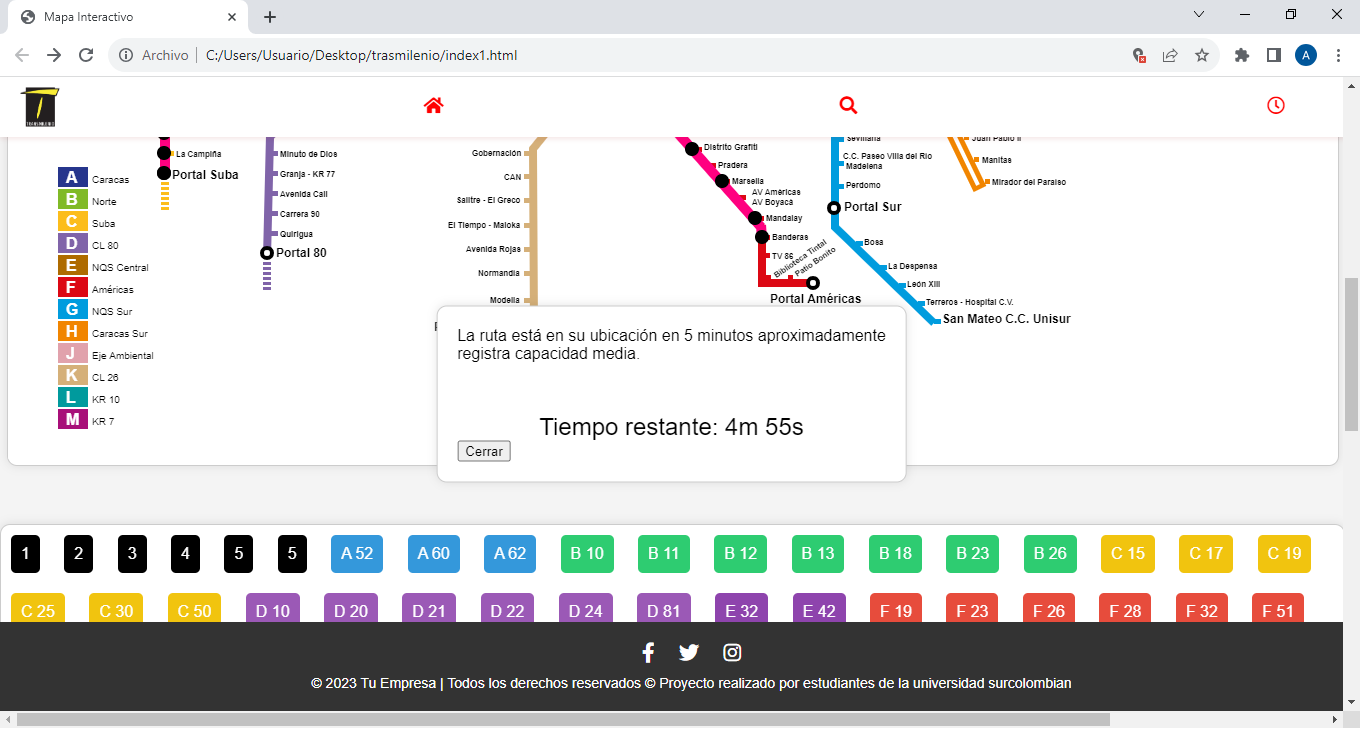 Mapa Interactivo
Archivo
C:/Users/Usuario/Desktop/trasmilenio/index1.html
A
TRANSMILENIO
A Caracas
B Norte
C Suba
D CL 80
E NQS Central
F Américas
G NQS Sur
H Caracas Sur
J Eje Ambiental
K CL 26
L KR 10
M KR 7
La Campiña
Portal Suba
Minuto de Dios
Granja - KR 77
Avenida Cali
Carrera 90
Quirigua
Portal 80
Gobernación
CAN
Salitre - El Greco
El Tiempo - Maloka
Avenida Rojas
Normandia
Modelia
Distrito Grafiti
Pradera
Marsella
AV Américas
AV Boyacá
Mandalay
Banderas
TV 86
Biblioteca Tintal
Patio Bonito
Portal Américas
Sevillana
C.C. Paseo Villa del Rio
Madelena
Perdomo
Portal Sur
Bosa
La Despensa
León XIII
Terreros - Hospital C.V.
San Mateo C.C. Unisur
Juan Pablo II
Manitas
Mirador del Paraiso
La ruta está en su ubicación en 5 minutos aproximadamente
registra capacidad media.
Tiempo restante: 4m 55s
Cerrar
1 2 3 4 5 5 A 52 A 60 A 62 B 10 B 11 B 12 B 13 B 18 B 23 B 26 C 15 C 17 C 19
C 25 C 30 C 50 D 10 D 20 D 21 D 22 D 24 D 81 E 32 E 42 F 19 F 23 F 26 F 28 F 32 F 51
© 2023 Tu Empresa | Todos los derechos reservados © Proyecto realizado por estudiantes de la universidad surcolombian